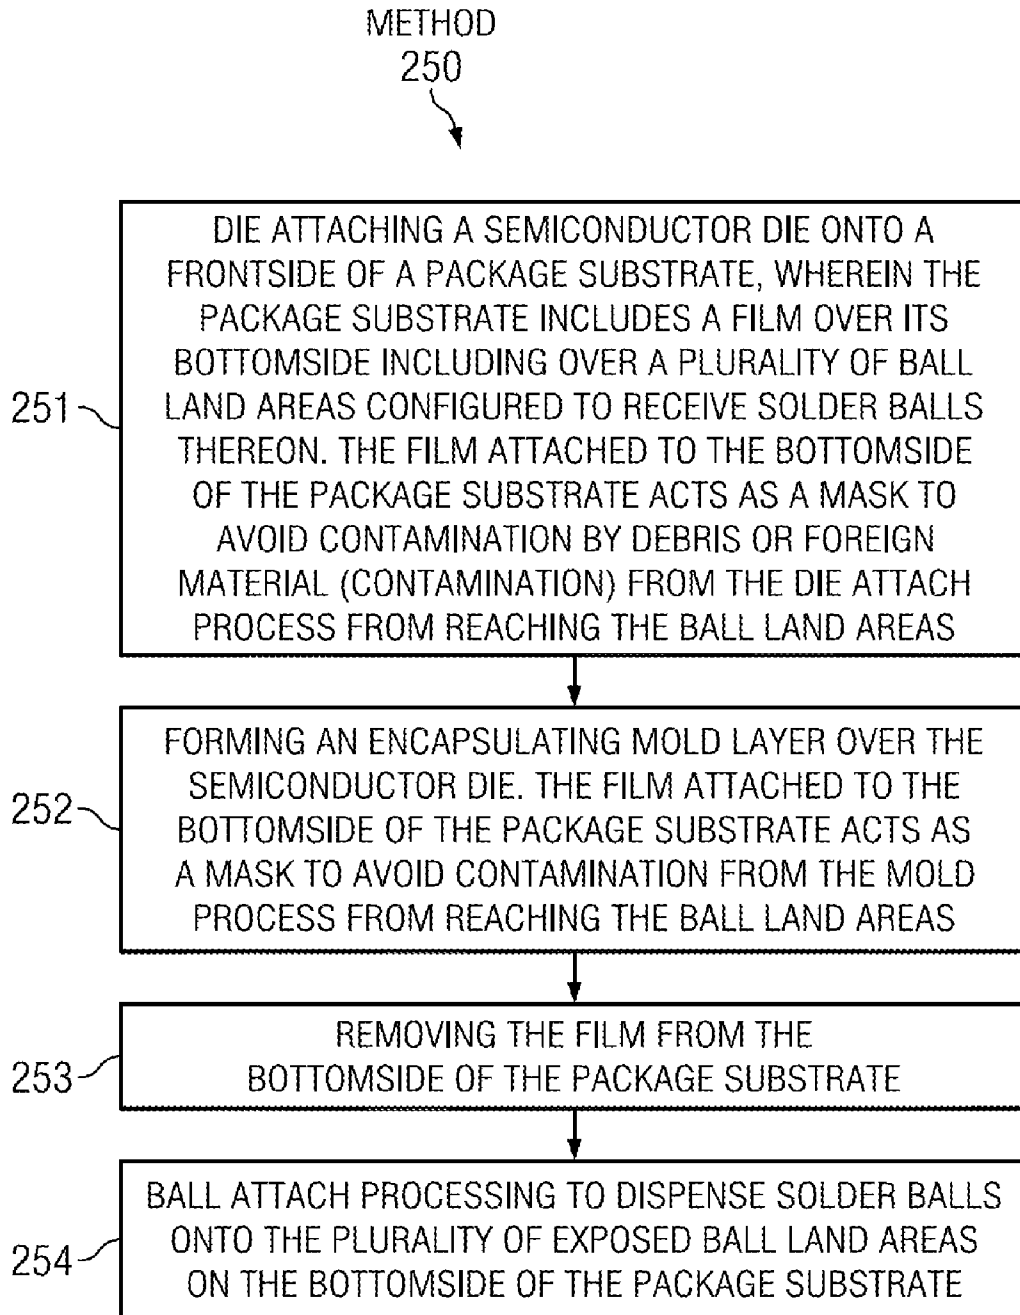 METHOD
250
DIE ATTACHING A SEMICONDUCTOR DIE ONTO A
FRONTSIDE OF A PACKAGE SUBSTRATE, WHEREIN THE
PACKAGE SUBSTRATE INCLUDES A FILM OVER ITS
BOTTOMSIDE INCLUDING OVER A PLURALITY OF BALL
LAND AREAS CONFIGURED TO RECEIVE SOLDER BALLS
THEREON. THE FILM ATTACHED TO THE BOTTOMSIDE
OF THE PACKAGE SUBSTRATE ACTS AS A MASK TO
AVOID CONTAMINATION BY DEBRIS OR FOREIGN
MATERIAL (CONTAMINATION) FROM THE DIE ATTACH
PROCESS FROM REACHING THE BALL LAND AREAS
251
FORMING AN ENCAPSULATING MOLD LAYER OVER THE
SEMICONDUCTOR DIE. THE FILM ATTACHED TO THE
BOTTOMSIDE OF THE PACKAGE SUBSTRATE ACTS AS
A MASK TO AVOID CONTAMINATION FROM THE MOLD
PROCESS FROM REACHING THE BALL LAND AREAS
252
REMOVING THE FILM FROM THE
BOTTOMSIDE OF THE PACKAGE SUBSTRATE
253
BALL ATTACH PROCESSING TO DISPENSE SOLDER BALLS
ONTO THE PLURALITY OF EXPOSED BALL LAND AREAS
ON THE BOTTOMSIDE OF THE PACKAGE SUBSTRATE
254